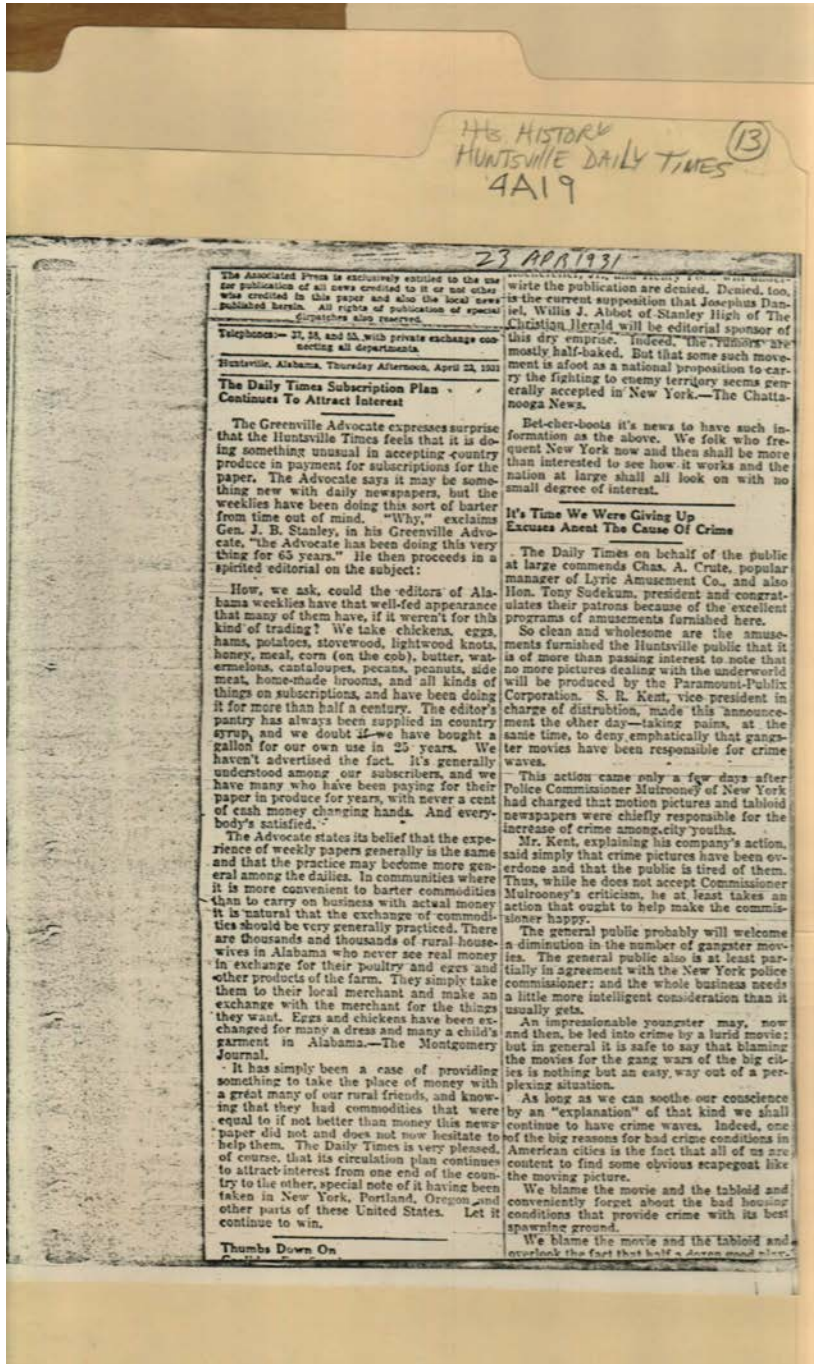 HISTORY
HUNTSVILLE DAILY TIMES
13
4A19
23 APR 1931
The Associated Press is exclusively entitled to the use
for publication of all news credited to it or not other
wise credited in this paper and also the local news
published herein. All rights of publication of special
dispatches also reserved.
Telephones:— 37, 38, and 53, with private exchange con-
necting all departments
Huntsville, Alabama, Thursday Afternoon, April 23, 1931
The Daily Times Subscription Plan
Continues To Attract Interest
The Greenville Advocate expresses surprise
that the Huntsville Times feels that it is do-
ing something unusual in accepting country
produce in payment for subscriptions for the
paper. The Advocate says it may be some-
thing new with daily newspapers, but the
weeklies have been doing this sort of barter
from time out of mind. "Why," exclaims
Gen. J. B. Stanley, in his Greenville Advo-
cate, "the Advocate has been doing this very
thing for 65 years." He then proceeds in a
spirited editorial on the subject:
How, we ask, could the editors of Ala-
bama weeklies have that well-fed appearance
that many of them have, if it weren't for this
kind of trading? We take chickens, eggs,
hams, potatoes, stovewood, lightwood knots,
honey, meal, corn (on the cob), butter, wat-
ermelons, cantaloupes, pecans, peanuts, side
meat, home-made brooms, and all kinds of
things on subscriptions, and have been doing
it for more than half a century. The editor's
pantry has always been supplied in country
syrup, and we doubt if we have bought a
gallon for our own use in 25 years. We
haven't advertised the fact. It's generally
understood among our subscribers, and we
have many who have been paying for their
paper in produce for years, with never a cent
of cash money changing hands. And every-
body's satisfied.
The Advocate states its belief that the expe-
rience of weekly papers generally is the same
and that the practice may become more gen-
eral among the dailies. In communities where
it is more convenient to barter commodities
than to carry on business with actual money
it is natural that the exchange of commodi-
ties should be very generally practiced. There
are thousands and thousands of rural house-
wives in Alabama who never see real money
in exchange for their poultry and eggs and
other products of the farm. They simply take
them to their local merchant and make an
exchange with the merchant for the things
they want. Eggs and chickens have been ex-
changed for many a dress and many a child's
garment in Alabama.—The Montgomery
Journal.
It has simply been a case of providing
something to take the place of money with
a great many of our rural friends, and know-
ing that they had commodities that were
equal to if not better than money this news-
paper did not and does not now hesitate to
help them. The Daily Times is very pleased,
of course, that its circulation plan continues
to attract interest from one end of the coun-
try to the other, special note of it having been
taken in New York, Portland, Oregon and
other parts of these United States. Let it
continue to win.
Thumbs Down On
wirte the publication are denied. Denied, too,
is the current supposition that Josephus Dan-
iel, Willis J. Abbot of Stanley High of The
Christian Herald will be editorial sponsor of
this dry emprise. Indeed, the rumors are
mostly half-baked. But that some such move-
ment is afoot as a national proposition to car-
ry the fighting to enemy territory seems gen-
erally accepted in New York.—The Chatta-
nooga News.
Bet-cher-boots it's news to have such in-
formation as the above. We folk who fre-
quent New York now and then shall be more
than interested to see how it works and the
nation at large shall all look on with no
small degree of interest.
It's Time We Were Giving Up
Excuses Anent The Cause Of Crime
The Daily Times on behalf of the public
at large commends Chas. A. Crute, popular
manager of Lyric Amusement Co., and also
Hon. Tony Sudekum, president and congrat-
ulates their patrons because of the excellent
programs of amusements furnished here.
So clean and wholesome are the amuse-
ments furnished the Huntsville public that it
is of more than passing interest to note that
no more pictures dealing with the underworld
will be produced by the Paramount-Publix
Corporation. S. R. Kent, vice president in
charge of distrubtion, made this announce-
ment the other day—taking pains, at the
same time, to deny emphatically that gangs-
ter movies have been responsible for crime
waves.
This action came only a few days after
Police Commissioner Mulrooney of New York
had charged that motion pictures and tabloid
newspapers were chiefly responsible for the
increase of crime among city youths.
Mr. Kent, explaining his company's action,
said simply that crime pictures have been ov-
erdone and that the public is tired of them.
Thus, while he does not accept Commissioner
Mulrooney's criticism, he at least takes an
action that ought to help make the commis-
sioner happy.
The general public probably will welcome
a diminution in the number of gangster mov-
ies. The general public also is at least par-
tially in agreement with the New York police
commissioner; and the whole business needs
a little more intelligent consideration than it
usually gets.
An impressionable youngster may, now
and then, be led into crime by a lurid movie;
but in general it is safe to say that blaming
the movies for the gang wars of the big cit-
ies is nothing but an easy way out of a per-
plexing situation.
As long as we can soothe our conscience
by an "explanation" of that kind we shall
continue to have crime waves. Indeed, one
of the big reasons for bad crime conditions in
American cities is the fact that all of us are
content to find some obvious scapegoat like
the moving picture.
We blame the movie and the tabloid and
conveniently forget about the bad housing
conditions that provide crime with its best
spawning ground.
We blame the movie and the tabloid and
overlook the fact that half a dozen good play-